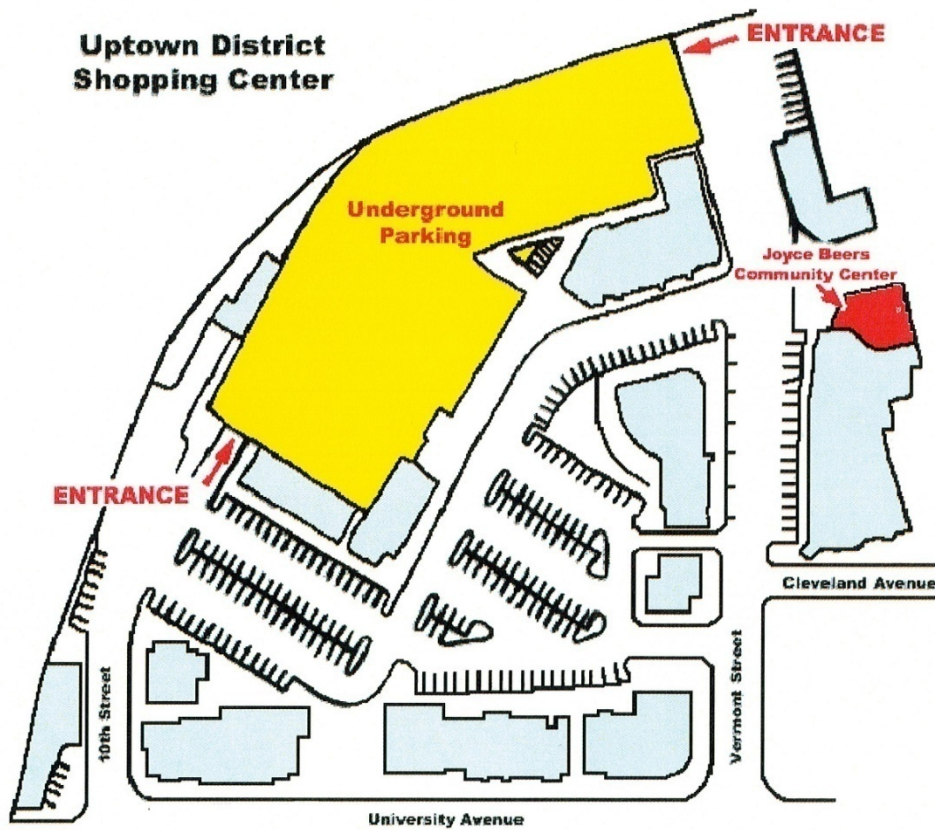 Uptown District
Shopping Center
ENTRANCE
Underground
Parking
Joyce Beers
Community Center
ENTRANCE
Cleveland Avenue
10th Street
Vermont Street
University Avenue